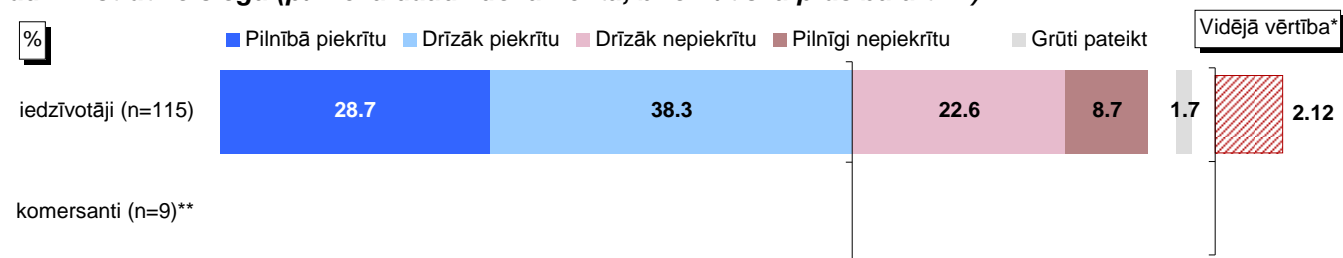 %
Pilnībā piekrītu Drīzāk piekrītu Drīzāk nepiekrītu Pilnīgi nepiekrītu Grūti pateikt
Vidējā vērtība*
iedzīvotāji (n=115) 28.7 38.3 22.6 8.7 1.7 2.12
komersanti (n=9)**